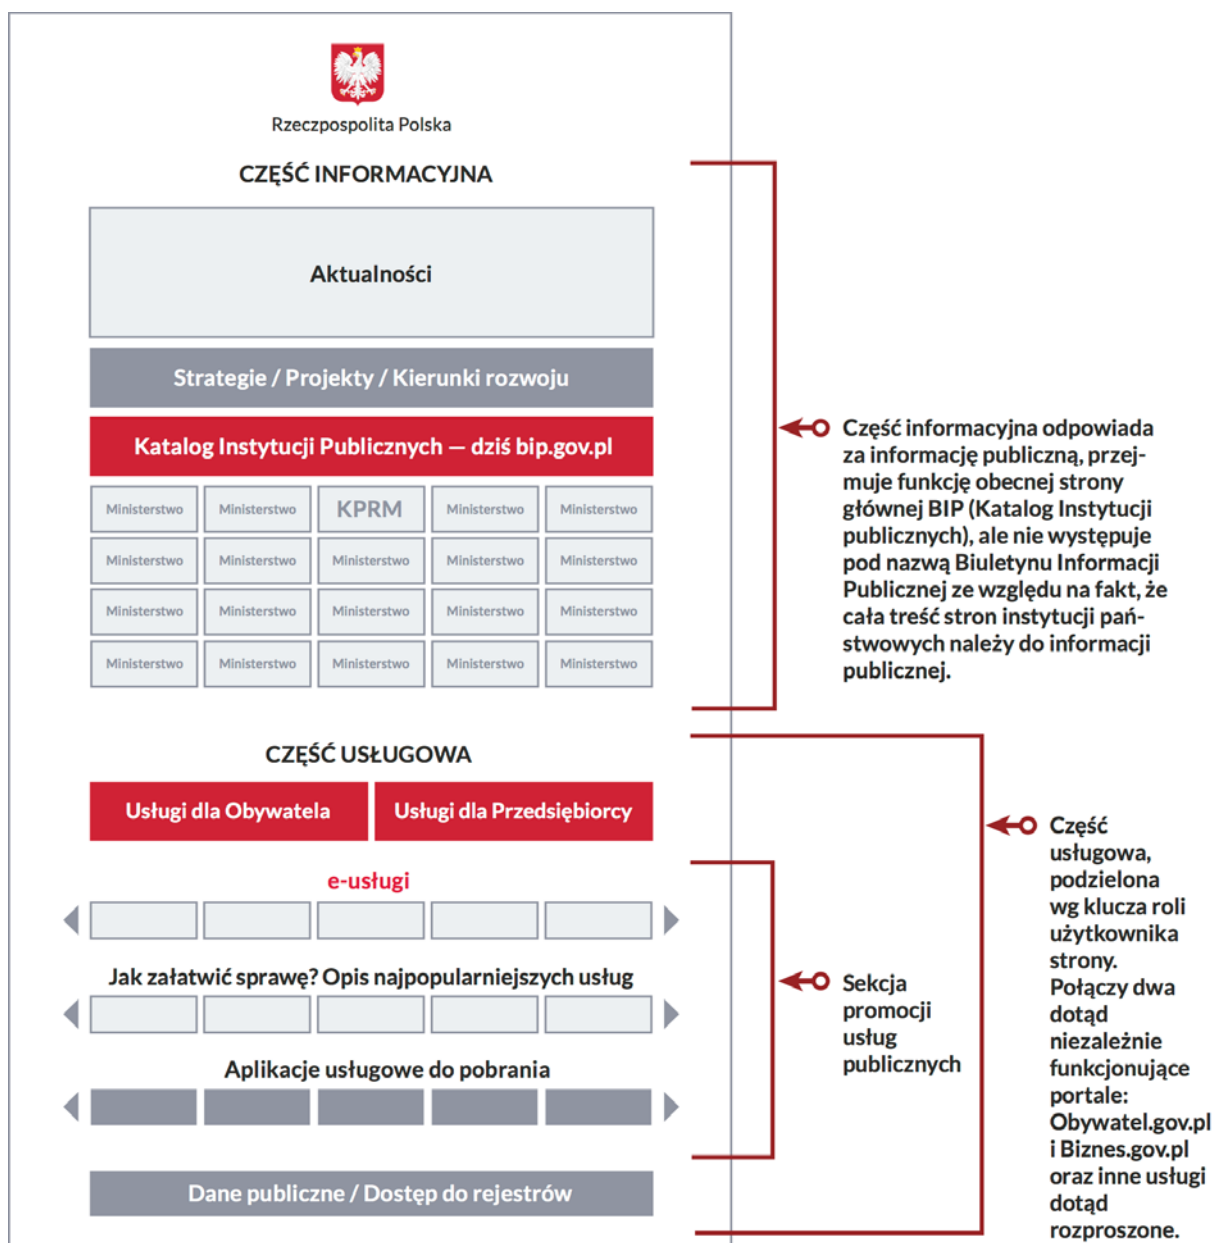 Rzeczpospolita Polska
CZĘŚĆ INFORMACYJNA
Aktualności
Strategie / Projekty / Kierunki rozwoju
Katalog Instytucji Publicznych — dziś bip.gov.pl
Ministerstwo Ministerstwo KPRM Ministerstwo Ministerstwo
Ministerstwo Ministerstwo Ministerstwo Ministerstwo Ministerstwo
Ministerstwo Ministerstwo Ministerstwo Ministerstwo Ministerstwo
Ministerstwo Ministerstwo Ministerstwo Ministerstwo Ministerstwo
Część informacyjna odpowiada
za informację publiczną, przej-
muje funkcję obecnej strony
głównej BIP (Katalog Instytucji
publicznych), ale nie występuje
pod nazwą Biuletynu Informacji
Publicznej ze względu na fakt, że
cała treść stron instytucji pań-
stwowych należy do informacji
publicznej.
CZĘŚĆ USŁUGOWA
Usługi dla Obywatela
Usługi dla Przedsiębiorcy
e-usługi
Jak załatwić sprawę? Opis najpopularniejszych usług
Aplikacje usługowe do pobrania
Dane publiczne / Dostęp do rejestrów
Sekcja
promocji
usług
publicznych
Część
usługowa,
podzielona
wg klucza roli
użytkownika
strony.
Połączy dwa
dotąd
niezależnie
funkcjonujące
portale:
Obywatel.gov.pl
i Biznes.gov.pl
oraz inne usługi
dotąd
rozproszone.